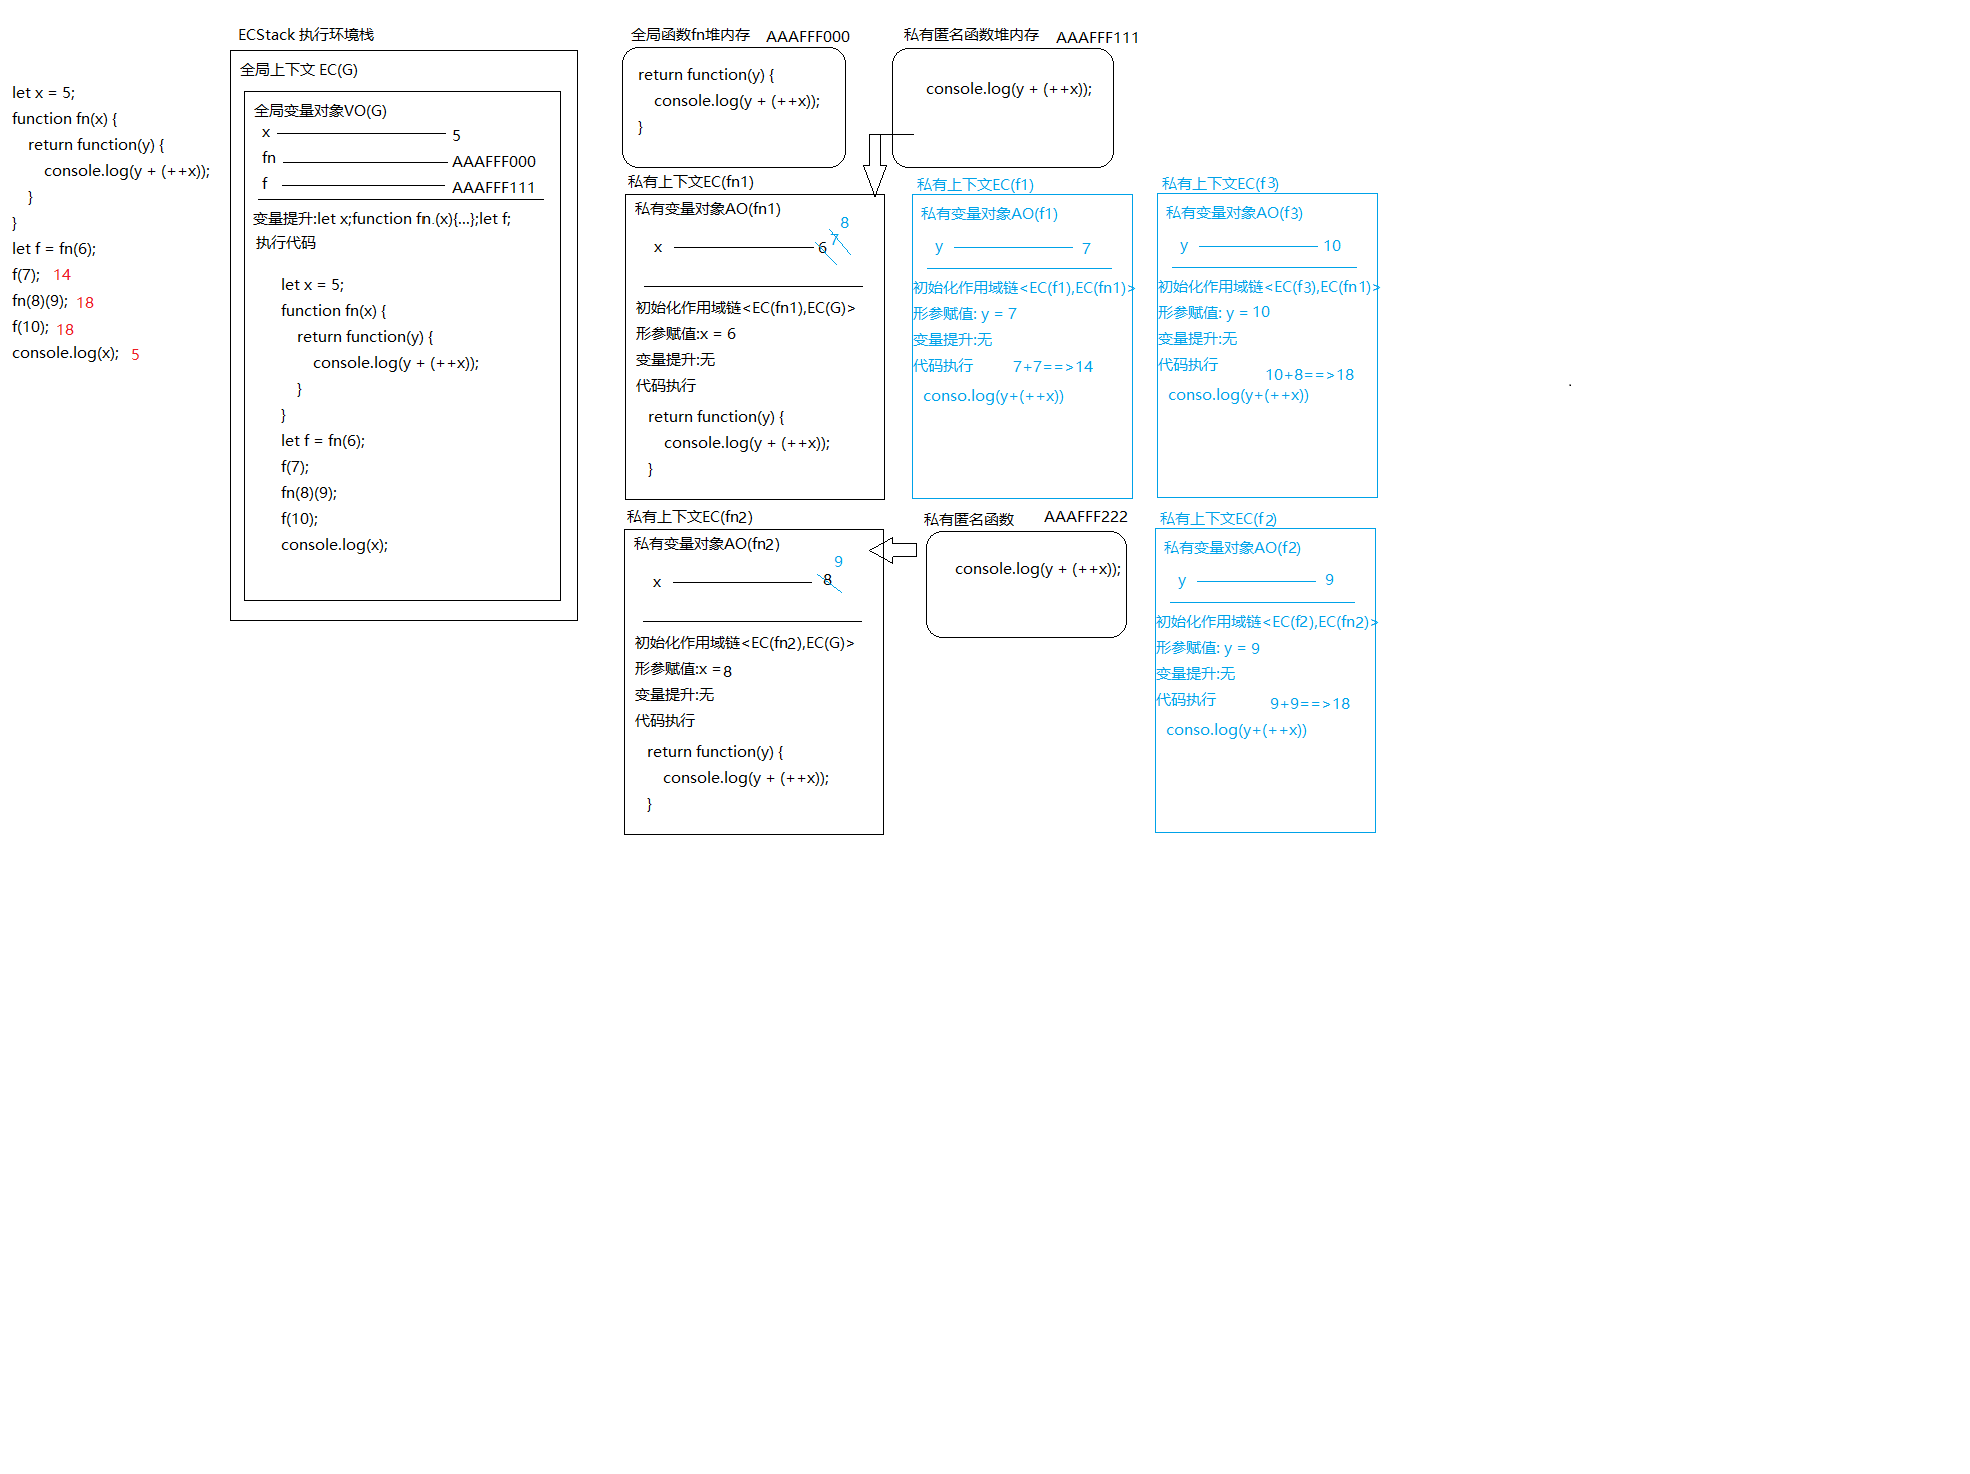 let x = 5;
function fn(x) {
return function(y) {
console.log(y + (++x));
}
}
let f = fn(6);
f(7); 14
fn(8)(9); 18
f(10); 18
console.log(x); 5
ECStack 执行环境栈
全局上下文 EC(G)
全局变量对象VO(G)
x 5
fn AAAFFF000
f AAAFFF111
变量提升:let x;function fn.(x){...};let f;
执行代码
let x = 5;
function fn(x) {
return function(y) {
console.log(y + (++x));
}
}
let f = fn(6);
f(7);
fn(8)(9);
f(10);
console.log(x);
全局函数fn堆内存 AAAFFF000
return function(y) {
console.log(y + (++x));
}
私有匿名函数堆内存 AAAFFF111
console.log(y + (++x));
私有上下文EC(fn1)
私有变量对象AO(fn1)
x 6 7 8
初始化作用域链<EC(fn1),EC(G)>
形参赋值:x = 6
变量提升:无
代码执行
return function(y) {
console.log(y + (++x));
}
私有上下文EC(f1)
私有变量对象AO(f1)
y 7
初始化作用域链<EC(f1),EC(fn1)>
形参赋值: y = 7
变量提升:无
代码执行 7+7==>14
conso.log(y+(++x))
私有上下文EC(f3)
私有变量对象AO(f3)
y 10
初始化作用域链<EC(f3),EC(fn1)>
形参赋值: y = 10
变量提升:无
代码执行 10+8==>18
conso.log(y+(++x))
私有上下文EC(fn2)
私有变量对象AO(fn2)
x 8 9
初始化作用域链<EC(fn2),EC(G)>
形参赋值:x = 8
变量提升:无
代码执行
return function(y) {
console.log(y + (++x));
}
私有匿名函数 AAAFFF222
console.log(y + (++x));
私有上下文EC(f2)
私有变量对象AO(f2)
y 9
初始化作用域链<EC(f2),EC(fn2)>
形参赋值: y = 9
变量提升:无
代码执行 9+9==>18
conso.log(y+(++x))